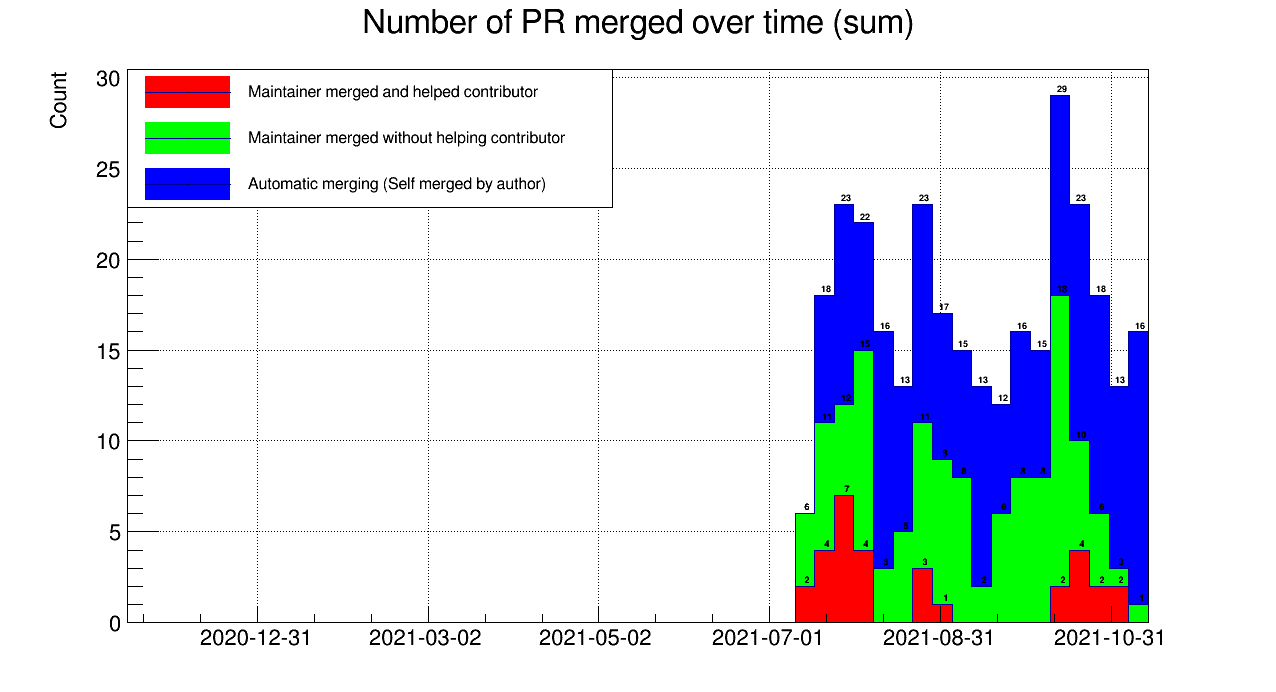 Number of PR merged over time (sum)
Count
30
25
20
15
10
5
0
Maintainer merged and helped contributor
Maintainer merged without helping contributor
Automatic merging (Self merged by author)
29
23 23 23
22
18 18 18
17
16 16 16
15 15
13 13 13
12
15
11 12 11 10
9
8 8 8
6 6 6
5
3 3
2
1
7
4 4 4
3
2 2 2 2
1
2020-12-31 2021-03-02 2021-05-02 2021-07-01 2021-08-31 2021-10-31